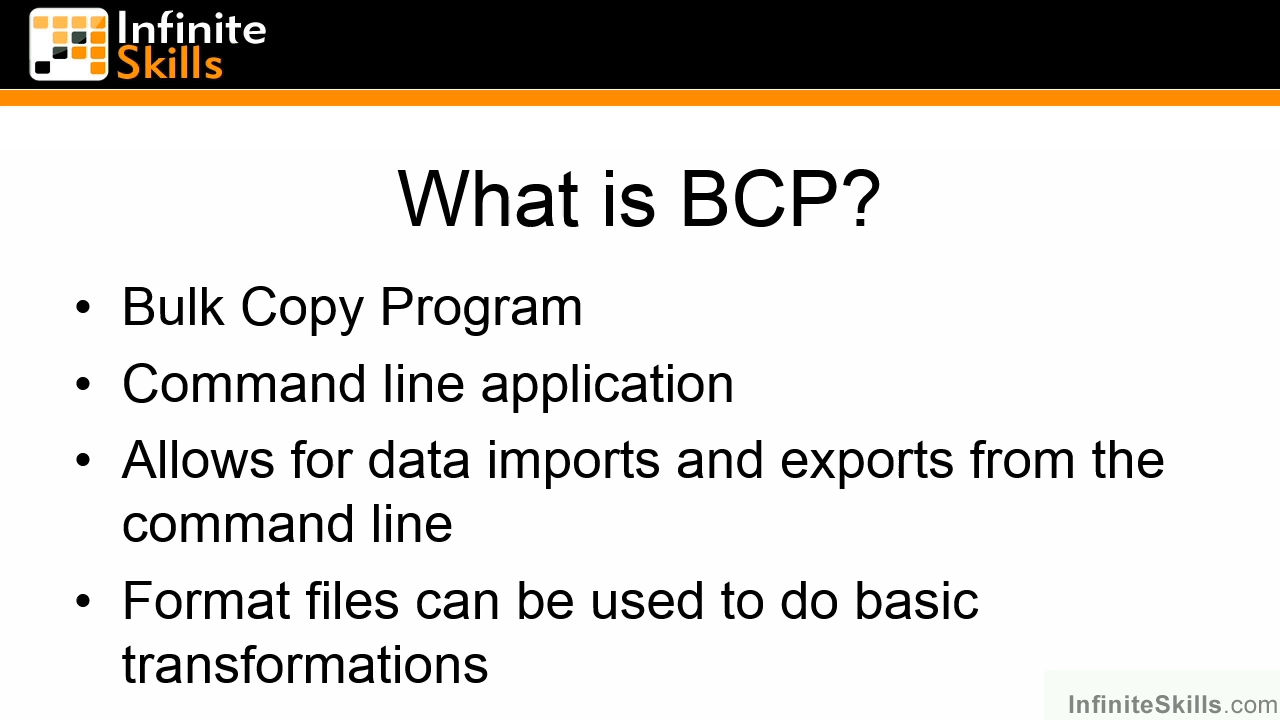 Infinite
Skills
What is BCP?
• Bulk Copy Program
• Command line application
• Allows for data imports and exports from the
command line
• Format files can be used to do basic
transformations
InfiniteSkills.com